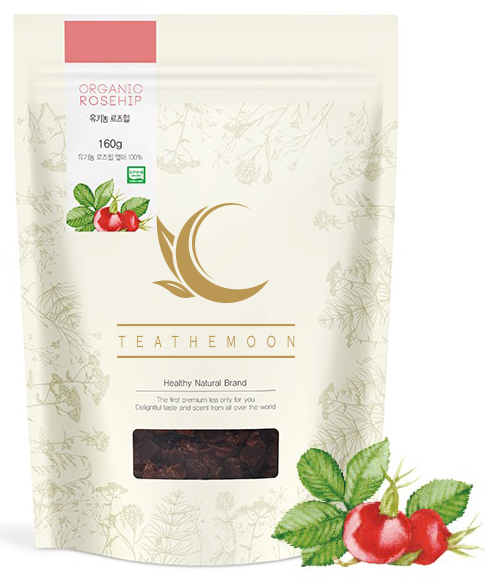 ORGANIC
ROSEHIP
유기농 로즈힙
160g
유기농 로즈힙 열매 100%
TEATHEMOON
Healthy Natural Brand
The first premium tea only for you
Delightful taste and scent from all over the world